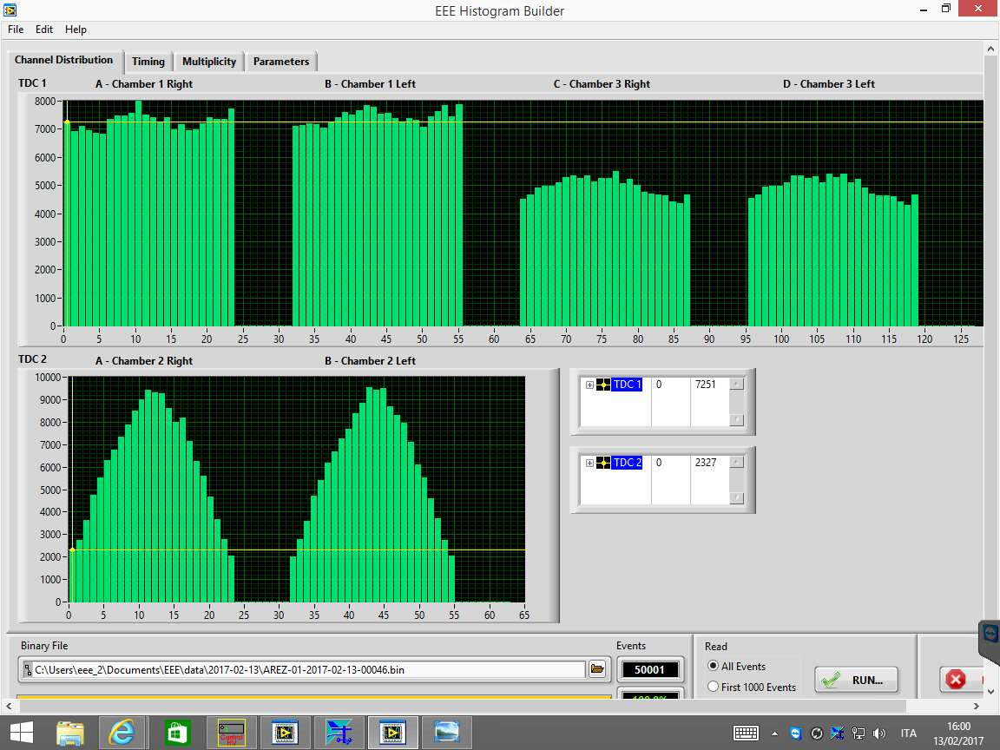 EEE Histogram Builder
File Edit Help
Channel Distribution Timing Multiplicity Parameters
TDC 1 A - Chamber 1 Right B - Chamber 1 Left C - Chamber 3 Right D - Chamber 3 Left
8000
7000
6000
5000
4000
3000
2000
1000
0
0 5 10 15 20 25 30 35 40 45 50 55 60 65 70 75 80 85 90 95 100 105 110 115 120 125
TDC 2 A - Chamber 2 Right B - Chamber 2 Left
10000
9000
8000
7000
6000
5000
4000
3000
2000
1000
0
0 5 10 15 20 25 30 35 40 45 50 55 60 65
TDC 1 0 7251
TDC 2 0 2327
Binary File Events Read
C:\Users\eee_2\Documents\EEE\data\2017-02-13\AREZ-01-2017-02-13-00046.bin
50001
All Events
First 1000 Events
RUN...
Control
HV
ITA
16:00
13/02/2017